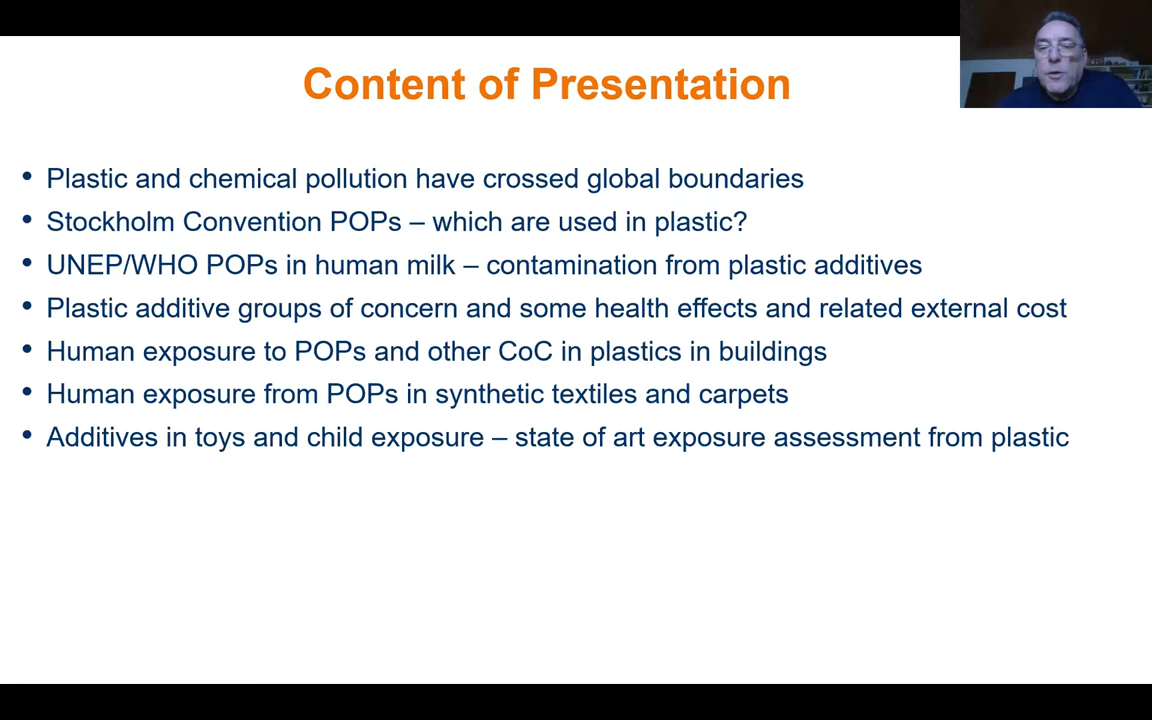 Content of Presentation
• Plastic and chemical pollution have crossed global boundaries
• Stockholm Convention POPs – which are used in plastic?
• UNEP/WHO POPs in human milk – contamination from plastic additives
• Plastic additive groups of concern and some health effects and related external cost
• Human exposure to POPs and other CoC in plastics in buildings
• Human exposure from POPs in synthetic textiles and carpets
• Additives in toys and child exposure – state of art exposure assessment from plastic